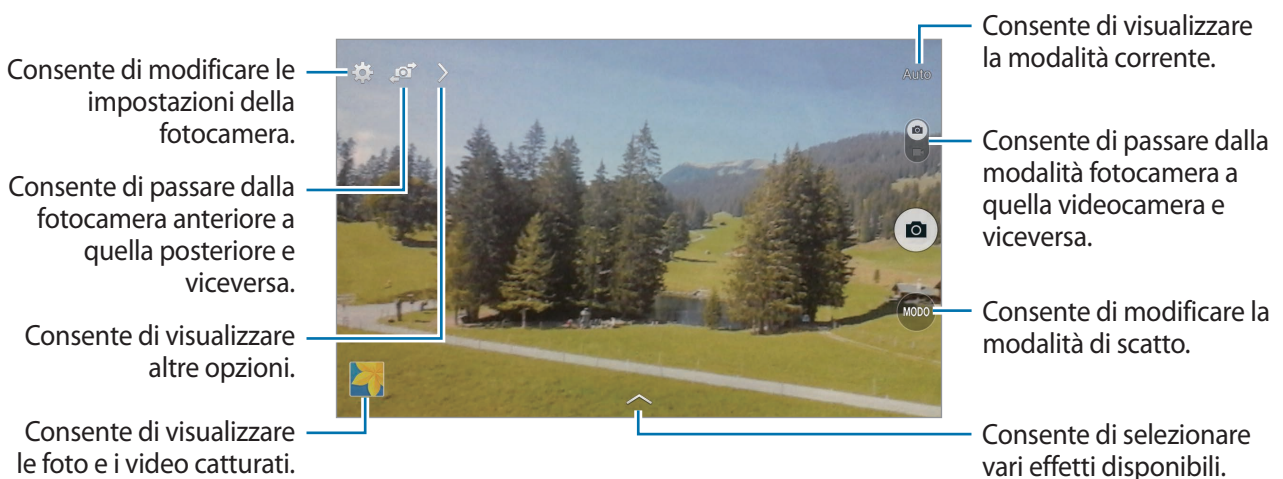 Consente di modificare le
impostazioni della
fotocamera.
Consente di passare dalla
fotocamera anteriore a
quella posteriore e
viceversa.
Consente di visualizzare
altre opzioni.
Consente di visualizzare
le foto e i video catturati.
Auto
MODO
Consente di visualizzare
la modalità corrente.
Consente di passare dalla
modalità fotocamera a
quella videocamera e
viceversa.
Consente di modificare la
modalità di scatto.
Consente di selezionare
vari effetti disponibili.